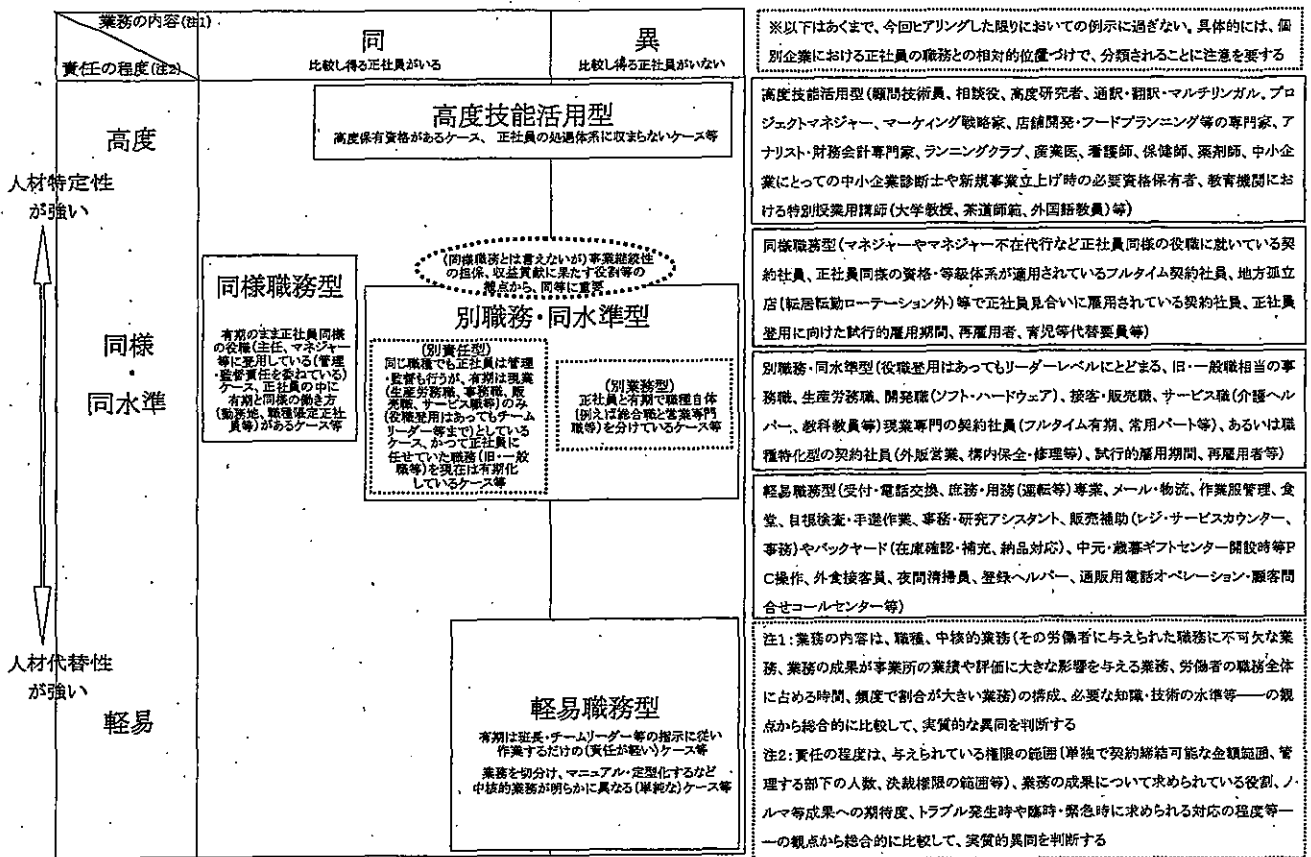 業務の内容(注1)
責任の程度(注2)
同
比較し得る正社員がいる
異
比較し得る正社員がいない
高度
人材特定性
が強い
同様
・
同水準
人材代替性
が強い
軽易
高度技能活用型
高度保有資格があるケース、正社員の処遇体系に収まらないケース等
同様職務型
有期のまま正社員同様
の役職(主任、マネジャー
等)に登用している(管理
・監督責任を委ねている)
ケース、正社員の中に
有期と同様の働き方
(勤務地、職種限定正社
員等)があるケース等
(同様職務とは言えないが)事業継続性
の担保、収益貢献に果たす役割等の
観点から、同等に重要
別職務・同水準型
(別責任型)
同じ職種でも正社員は管理
・監督も行うが、有期は現業
(生産労務職、事務職、販
売職、サービス職等)のみ
(役職登用はあってもチーム
リーダー等まで)としている
ケース、かつて正社員に
任せていた職務(旧・一般
職等)を現在は有期化
しているケース等
(別業務型)
正社員と有期で職種自体
(例えば総合職と営業専門
職等)を分けているケース等
軽易職務型
有期は班長・チームリーダー等の指示に従い
作業するだけの(責任が軽い)ケース等
業務を切分け、マニュアル・定型化するなど
中核的業務が明らかに異なる(単純な)ケース等
※以下はあくまで、今回ヒアリングした限りにおいての例示に過ぎない。具体的には、個
別企業における正社員の職務との相対的位置づけで、分類されることに注意を要する
高度技能活用型(顧問技術員、相談役、高度研究者、通訳・翻訳・マルチリンガル、プロ
ジェクトマネジャー、マーケィング戦略家、店舗開発・フードプランニング等の専門家、ア
ナリスト・財務会計専門家、ランニングクラブ、産業医、看護師、保健師、薬剤師、中小企
業にとっての中小企業診断士や新規事業立上げ時の必要資格保有者、教育機関にお
ける特別授業用講師(大学教授、茶道師範、外国語教員)等)
同様職務型(マネジャーやマネジャー不在代行など正社員同様の役職に就いている契
約社員、正社員同様の資格・等級体系が適用されているフルタイム契約社員、地方孤立
店(転居転勤ローテーション外)等で正社員見合いに雇用されている契約社員、正社員
登用に向けた試行的雇用期間、再雇用者、育児等代替要員等)
別職務・同水準型(役職登用はあってもリーダーレベルにとどまる、旧・一般職相当の事
務職、生産労務職、開発職(ソフト・ハードウェア)、接客・販売職、サービス職(介護ヘル
パー、教科教員等)現業専門の契約社員(フルタイム有期、常用パート等)、あるいは職
種特化型の契約社員(外販営業、構内保全・修理等)、試行的雇用期間、再雇用者等)
軽易職務型(受付・電話交換、庶務・用務(運転等)専業、メール・物流、作業服管理、食
堂、目視検査・手選作業、事務・研究アシスタント、販売補助(レジ・サービスカウンター、
事務)やバックヤード(在庫確認・補充、納品対応)、中元・歳暮ギフトセンター開設時等P
C操作、外食接客員、夜間清掃員、登録ヘルパー、通販用電話オペレーション・顧客問
合せコールセンター等)
注1:業務の内容は、職種、中核的業務(その労働者に与えられた職務に不可欠な業
務、業務の成果が事業所の業績や評価に大きな影響を与える業務、労働者の職務全体
に占める時間、頻度で割合が大きい業務)の構成、必要な知識・技術の水準等――の観
点から総合的に比較して、実質的な異同を判断する
注2:責任の程度は、与えられている権限の範囲(単独で契約締結可能な金額範囲、管
理する部下の人数、決裁権限の範囲等)、業務の成果について求められている役割、ノ
ルマ等成果への期待度、トラブル発生時や臨時・緊急時に求められる対応の程度等―
―の観点から総合的に比較して、実質的異同を判断する